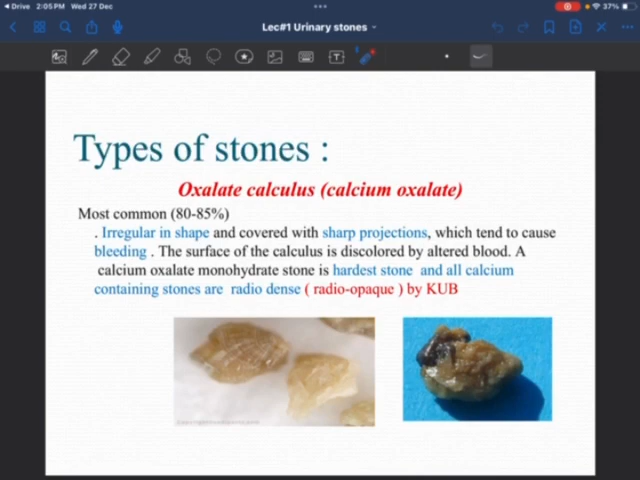 Drive 2:05 PM Wed 27 Dec
37%
Lec#1 Urinary stones
T
Types of stones :
Oxalate calculus (calcium oxalate)
Most common (80-85%)
. Irregular in shape and covered with sharp projections, which tend to cause
bleeding . The surface of the calculus is discolored by altered blood. A
calcium oxalate monohydrate stone is hardest stone and all calcium
containing stones are radio dense ( radio-opaque ) by KUB